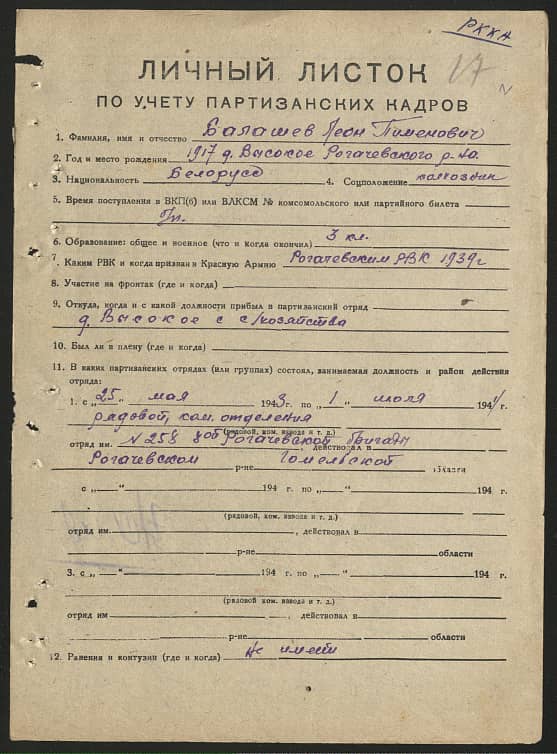 РККА
17
ЛИЧНЫЙ ЛИСТОК
ПО УЧЕТУ ПАРТИЗАНСКИХ КАДРОВ
1. Фамилия, имя и отчество Балашев Леон Пименович
2. Год и место рождения 1917 д. Высокое Рогачевского р-на.
3. Национальность Белорусс 4. Соцположение колхозник
5. Время поступления в ВКП(б) или ВЛКСМ № комсомольского или партийного билета
б/п.
6. Образование: общее и военное (что и когда окончил) 3 кл.
7. Каким РВК и когда призван в Красную Армию Рогачевским РВК 1939 г
8. Участие на фронтах (где и когда)
9. Откуда, когда и с какой должности прибыл в партизанский отряд
д. Высокое с с/хозяйства
10. Был ли в плену (где и когда)
11. В каких партизанских отрядах (или группах) состоял, занимаемая должность и район действия
отряда:
1. с „25“ мая 1943 г. по „1“ июля 1944 г.
рядовой, ком. отделения
(рядовой, ком. взвода и т. д.)
отряд им. N 258 8ой Рогачевской бригады, действовал в
Рогачевском р-не Гомельской области
с „ “ 194 г. по „ “ 194 г.
(рядовой, ком. взвода и т. д.)
отряд им. , действовал в
р-не области
3. с „ “ 194 г. по „ “ 194 г.
(рядовой, ком. взвода и т. д.)
отряд им , действовал в
р-не области
12. Ранения и контузии (где и когда) Не имеет